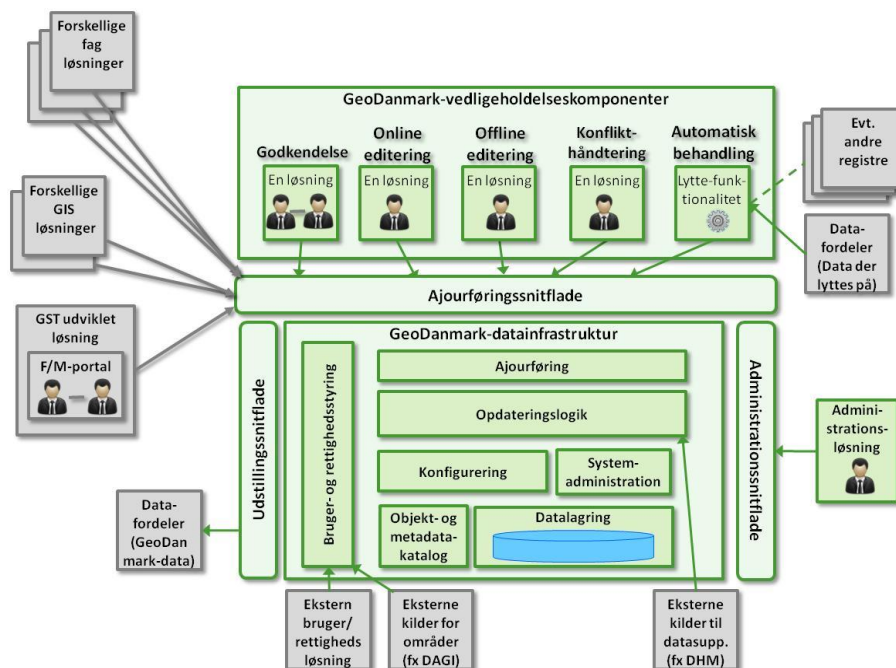 Forskellige
fag
løsninger
GeoDanmark-vedligeholdelseskomponenter
Godkendelse
En løsning
Online
editering
En løsning
Offline
editering
En løsning
Konflikt-
håndtering
En løsning
Automatisk
behandling
Lytte-funk-
tionalitet
Evt.
andre
registre
Forskellige
GIS
løsninger
Data-
fordeler
(Data der
lyttes på)
Ajourføringssnitflade
GST udviklet
løsning
F/M-portal
Udstillingssnitflade
GeoDanmark-datainfrastruktur
Bruger- og rettighedsstyring
Ajourføring
Opdateringslogik
Konfigurering
System-
administration
Objekt- og
metadata-
katalog
Datalagring
Administrationssnitflade
Admini-
strations-
løsning
Data-
fordeler
(GeoDan
mark-data)
Ekstern
bruger/
rettigheds
løsning
Eksterne
kilder for
områder
(fx DAGI)
Eksterne
kilder til
datasupp.
(fx DHM)